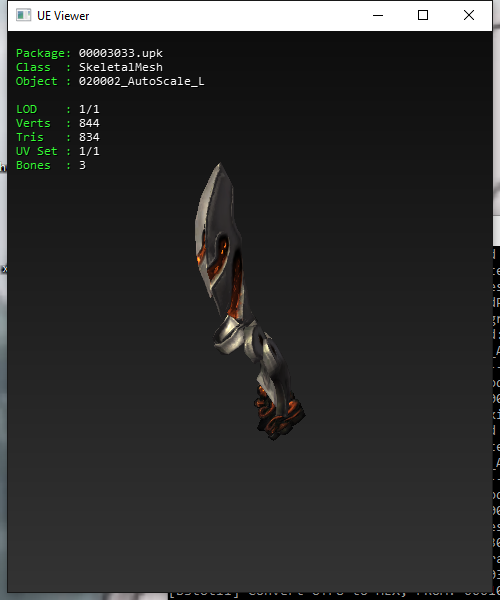 UE Viewer
Package: 00003033.upk
Class : SkeletalMesh
Object : 020002_AutoScale_L
LOD : 1/1
Verts : 844
Tris : 834
UV Set : 1/1
Bones : 3